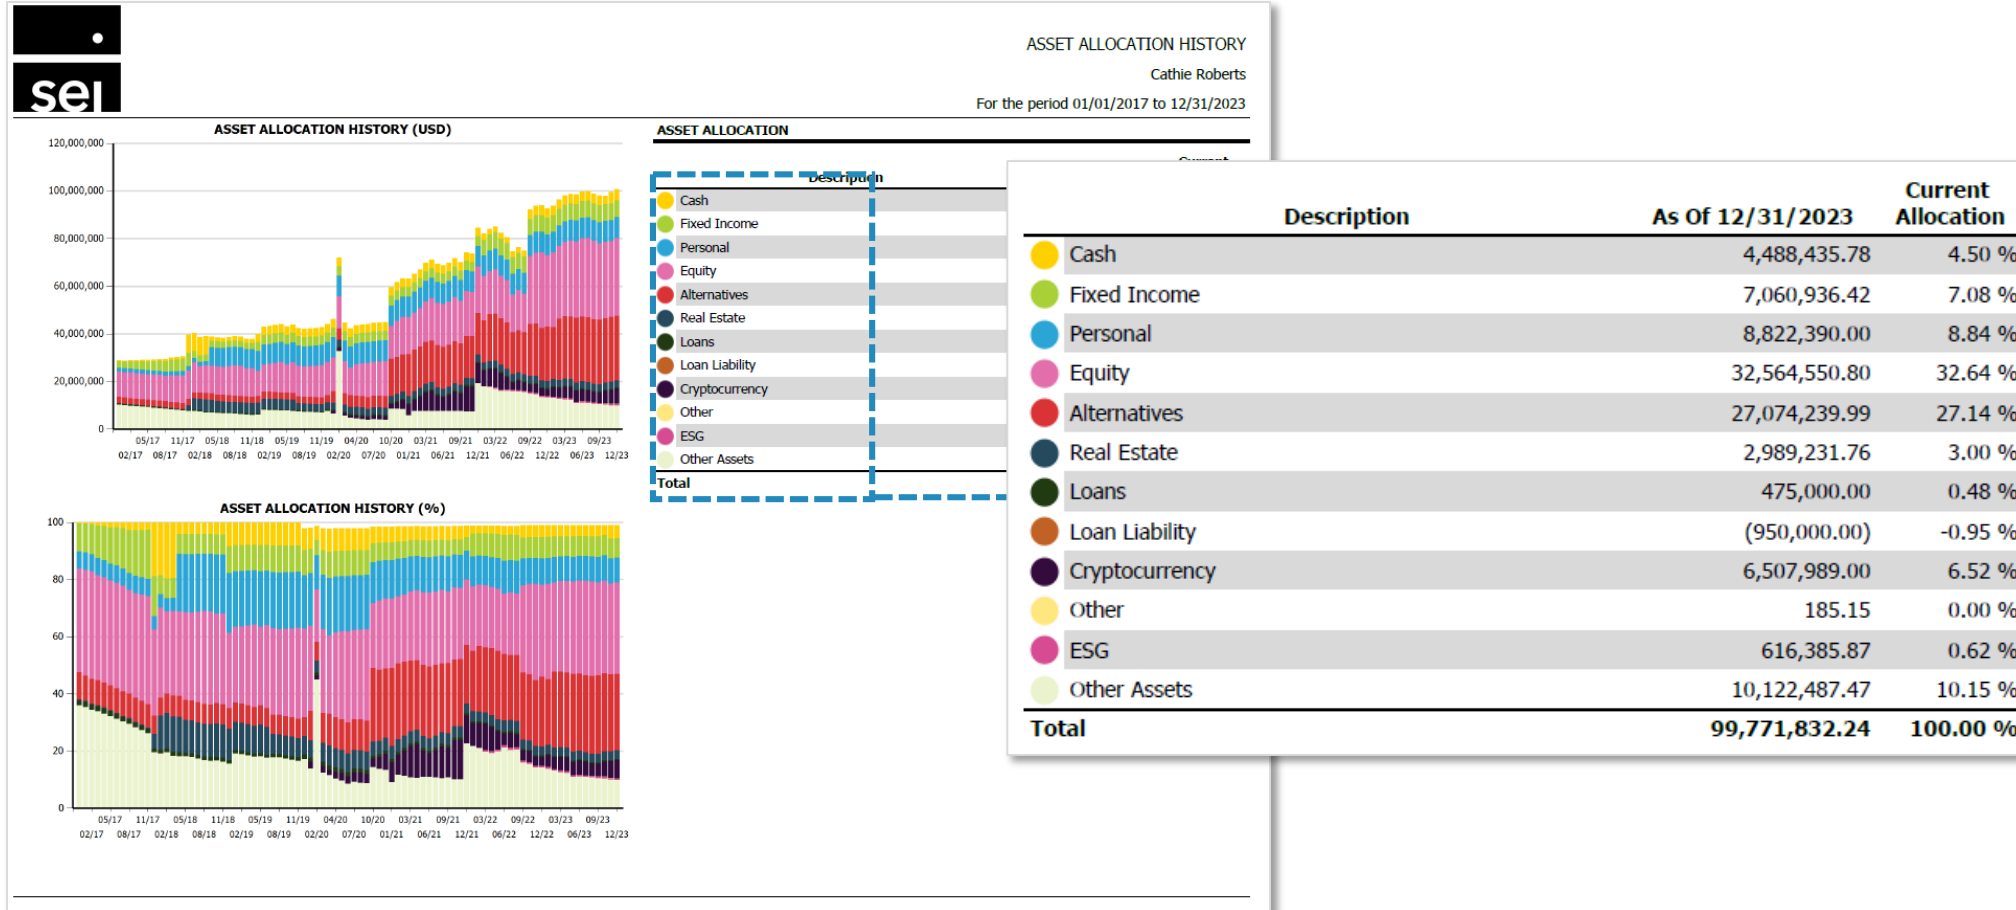 sei
ASSET ALLOCATION HISTORY
Cathie Roberts
For the period 01/01/2017 to 12/31/2023
ASSET ALLOCATION HISTORY (USD)
120,000,000
100,000,000
80,000,000
60,000,000
40,000,000
20,000,000
0
05/17 11/17 05/18 11/18 05/19 11/19 04/20 10/20 03/21 09/21 03/22 09/22 03/23 09/23
02/17 08/17 02/18 08/18 02/19 08/19 02/20 07/20 01/21 06/21 12/21 06/22 12/22 06/23 12/23
ASSET ALLOCATION HISTORY (%)
100
80
60
40
20
0
05/17 11/17 05/18 11/18 05/19 11/19 04/20 10/20 03/21 09/21 03/22 09/22 03/23 09/23
02/17 08/17 02/18 08/18 02/19 08/19 02/20 07/20 01/21 06/21 12/21 06/22 12/22 06/23 12/23
ASSET ALLOCATION
Current
Description
Cash
Fixed Income
Personal
Equity
Alternatives
Real Estate
Loans
Loan Liability
Cryptocurrency
Other
ESG
Other Assets
Total
Current
Description As Of 12/31/2023 Allocation
Cash 4,488,435.78 4.50 %
Fixed Income 7,060,936.42 7.08 %
Personal 8,822,390.00 8.84 %
Equity 32,564,550.80 32.64 %
Alternatives 27,074,239.99 27.14 %
Real Estate 2,989,231.76 3.00 %
Loans 475,000.00 0.48 %
Loan Liability (950,000.00) -0.95 %
Cryptocurrency 6,507,989.00 6.52 %
Other 185.15 0.00 %
ESG 616,385.87 0.62 %
Other Assets 10,122,487.47 10.15 %
Total 99,771,832.24 100.00 %